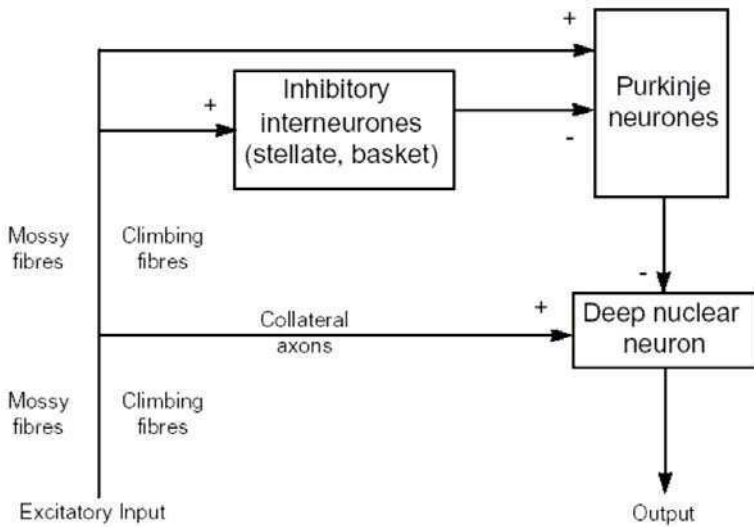 +
Inhibitory
interneurones
(stellate, basket)
+
-
Purkinje
neurones
Mossy
fibres
Climbing
fibres
-
Collateral
axons
+
Deep nuclear
neuron
Mossy
fibres
Climbing
fibres
Excitatory Input
Output